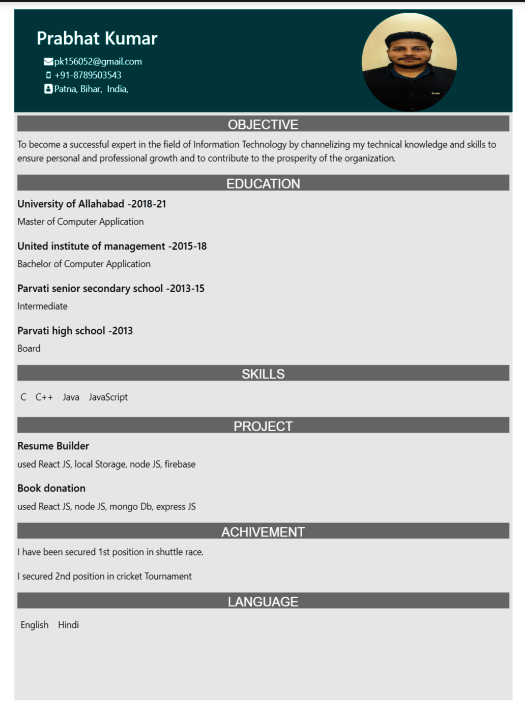 Prabhat Kumar
pk156052@gmail.com
+91-8789503543
Patna, Bihar, India,
OBJECTIVE
To become a successful expert in the field of Information Technology by channelizing my technical knowledge and skills to
ensure personal and professional growth and to contribute to the prosperity of the organization.
EDUCATION
University of Allahabad -2018-21
Master of Computer Application
United institute of management -2015-18
Bachelor of Computer Application
Parvati senior secondary school -2013-15
Intermediate
Parvati high school -2013
Board
SKILLS
C C++ Java JavaScript
PROJECT
Resume Builder
used React JS, local Storage, node JS, firebase
Book donation
used React JS, node JS, mongo Db, express JS
ACHIVEMENT
I have been secured 1st position in shuttle race.
I secured 2nd position in cricket Tournament
LANGUAGE
English Hindi